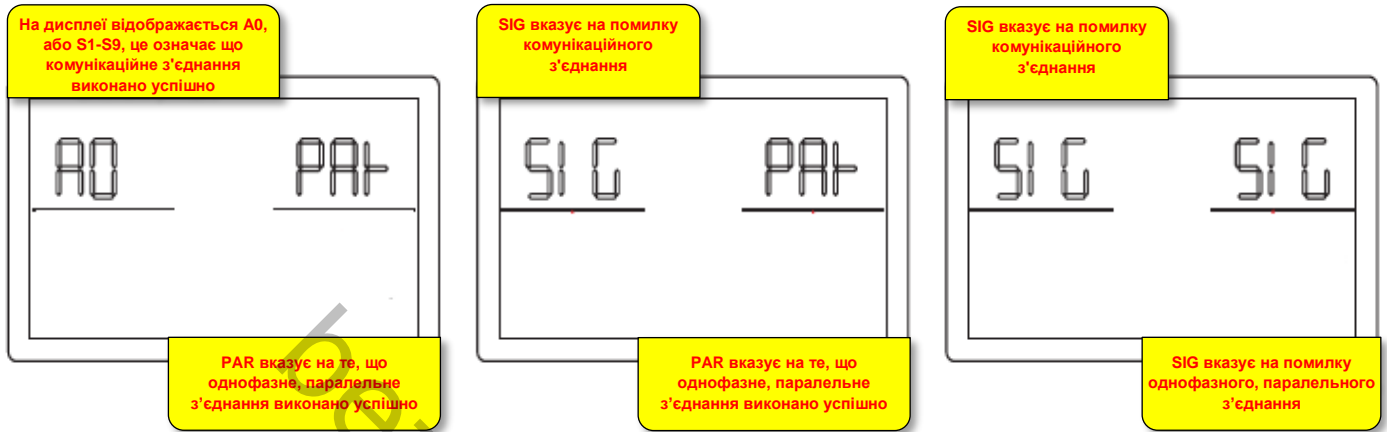 На дисплеї відображається A0,
або S1-S9, це означає що
комунікаційне з'єднання
виконано успішно
A0 PAr
PAR вказує на те, що
однофазне, паралельне
з’єднання виконано успішно
SIG вказує на помилку
комунікаційного
з'єднання
SIG PAr
PAR вказує на те, що
однофазне, паралельне
з’єднання виконано успішно
SIG вказує на помилку
комунікаційного
з'єднання
SIG SIG
SIG вказує на помилку
однофазного, паралельного
з’єднання